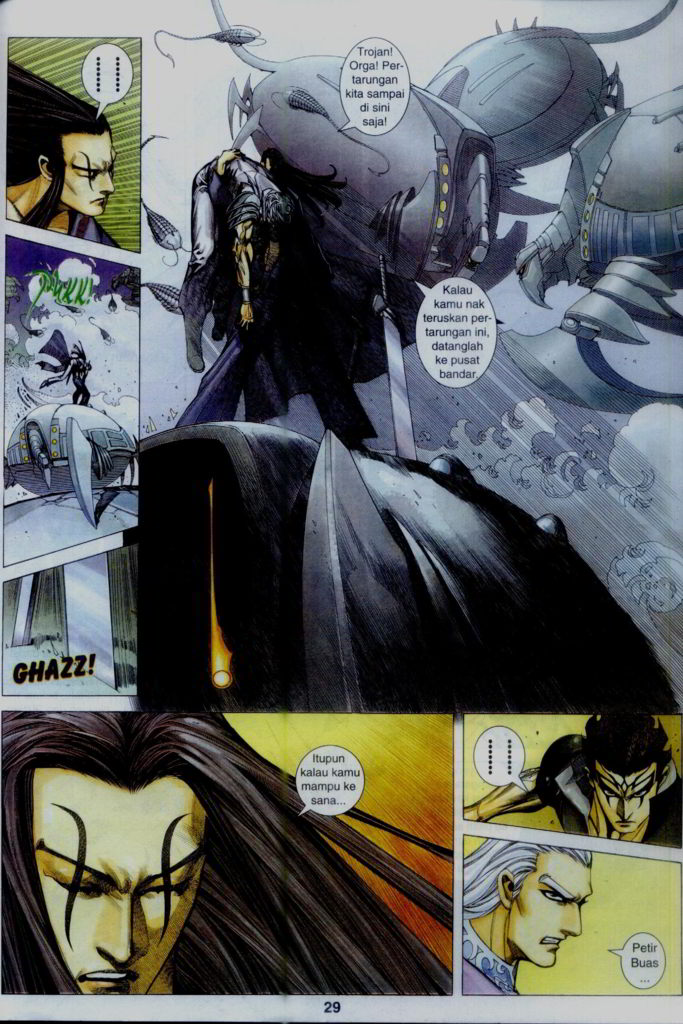 Trojan!
Orga! Per-
tarungan
kita sampai
di sini
saja!
Kalau
kamu nak
teruskan per-
tarungan ini,
datanglah
ke pusat
bandar.
GHAZZ!
Itupun
kalau kamu
mampu ke
sana...
Petir
Buas
...
29